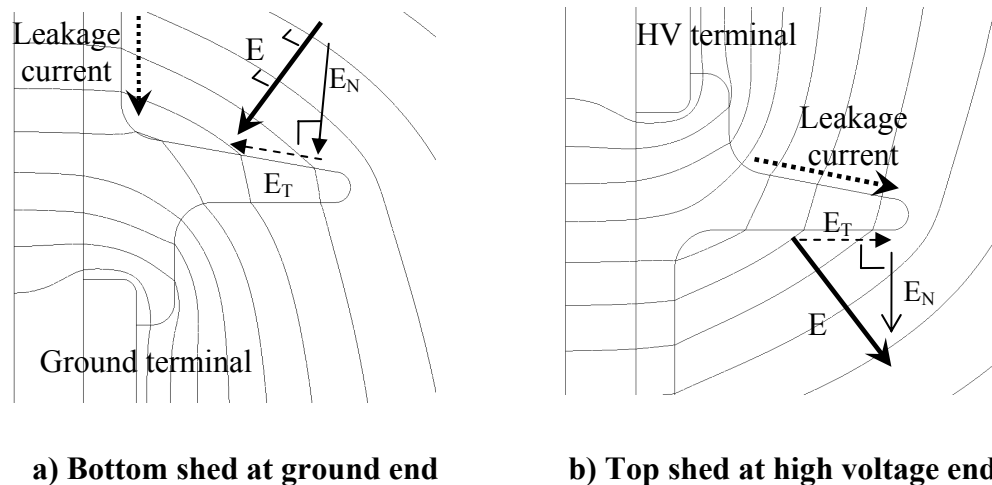 Leakage
current
E
E_N
E_T
Ground terminal
a) Bottom shed at ground end
HV terminal
Leakage
current
E_T
E_N
E
b) Top shed at high voltage end